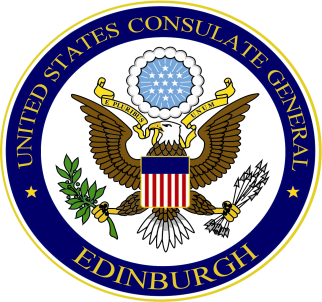 UNITED STATES CONSULATE GENERAL
E PLURIBUS UNUM
EDINBURGH